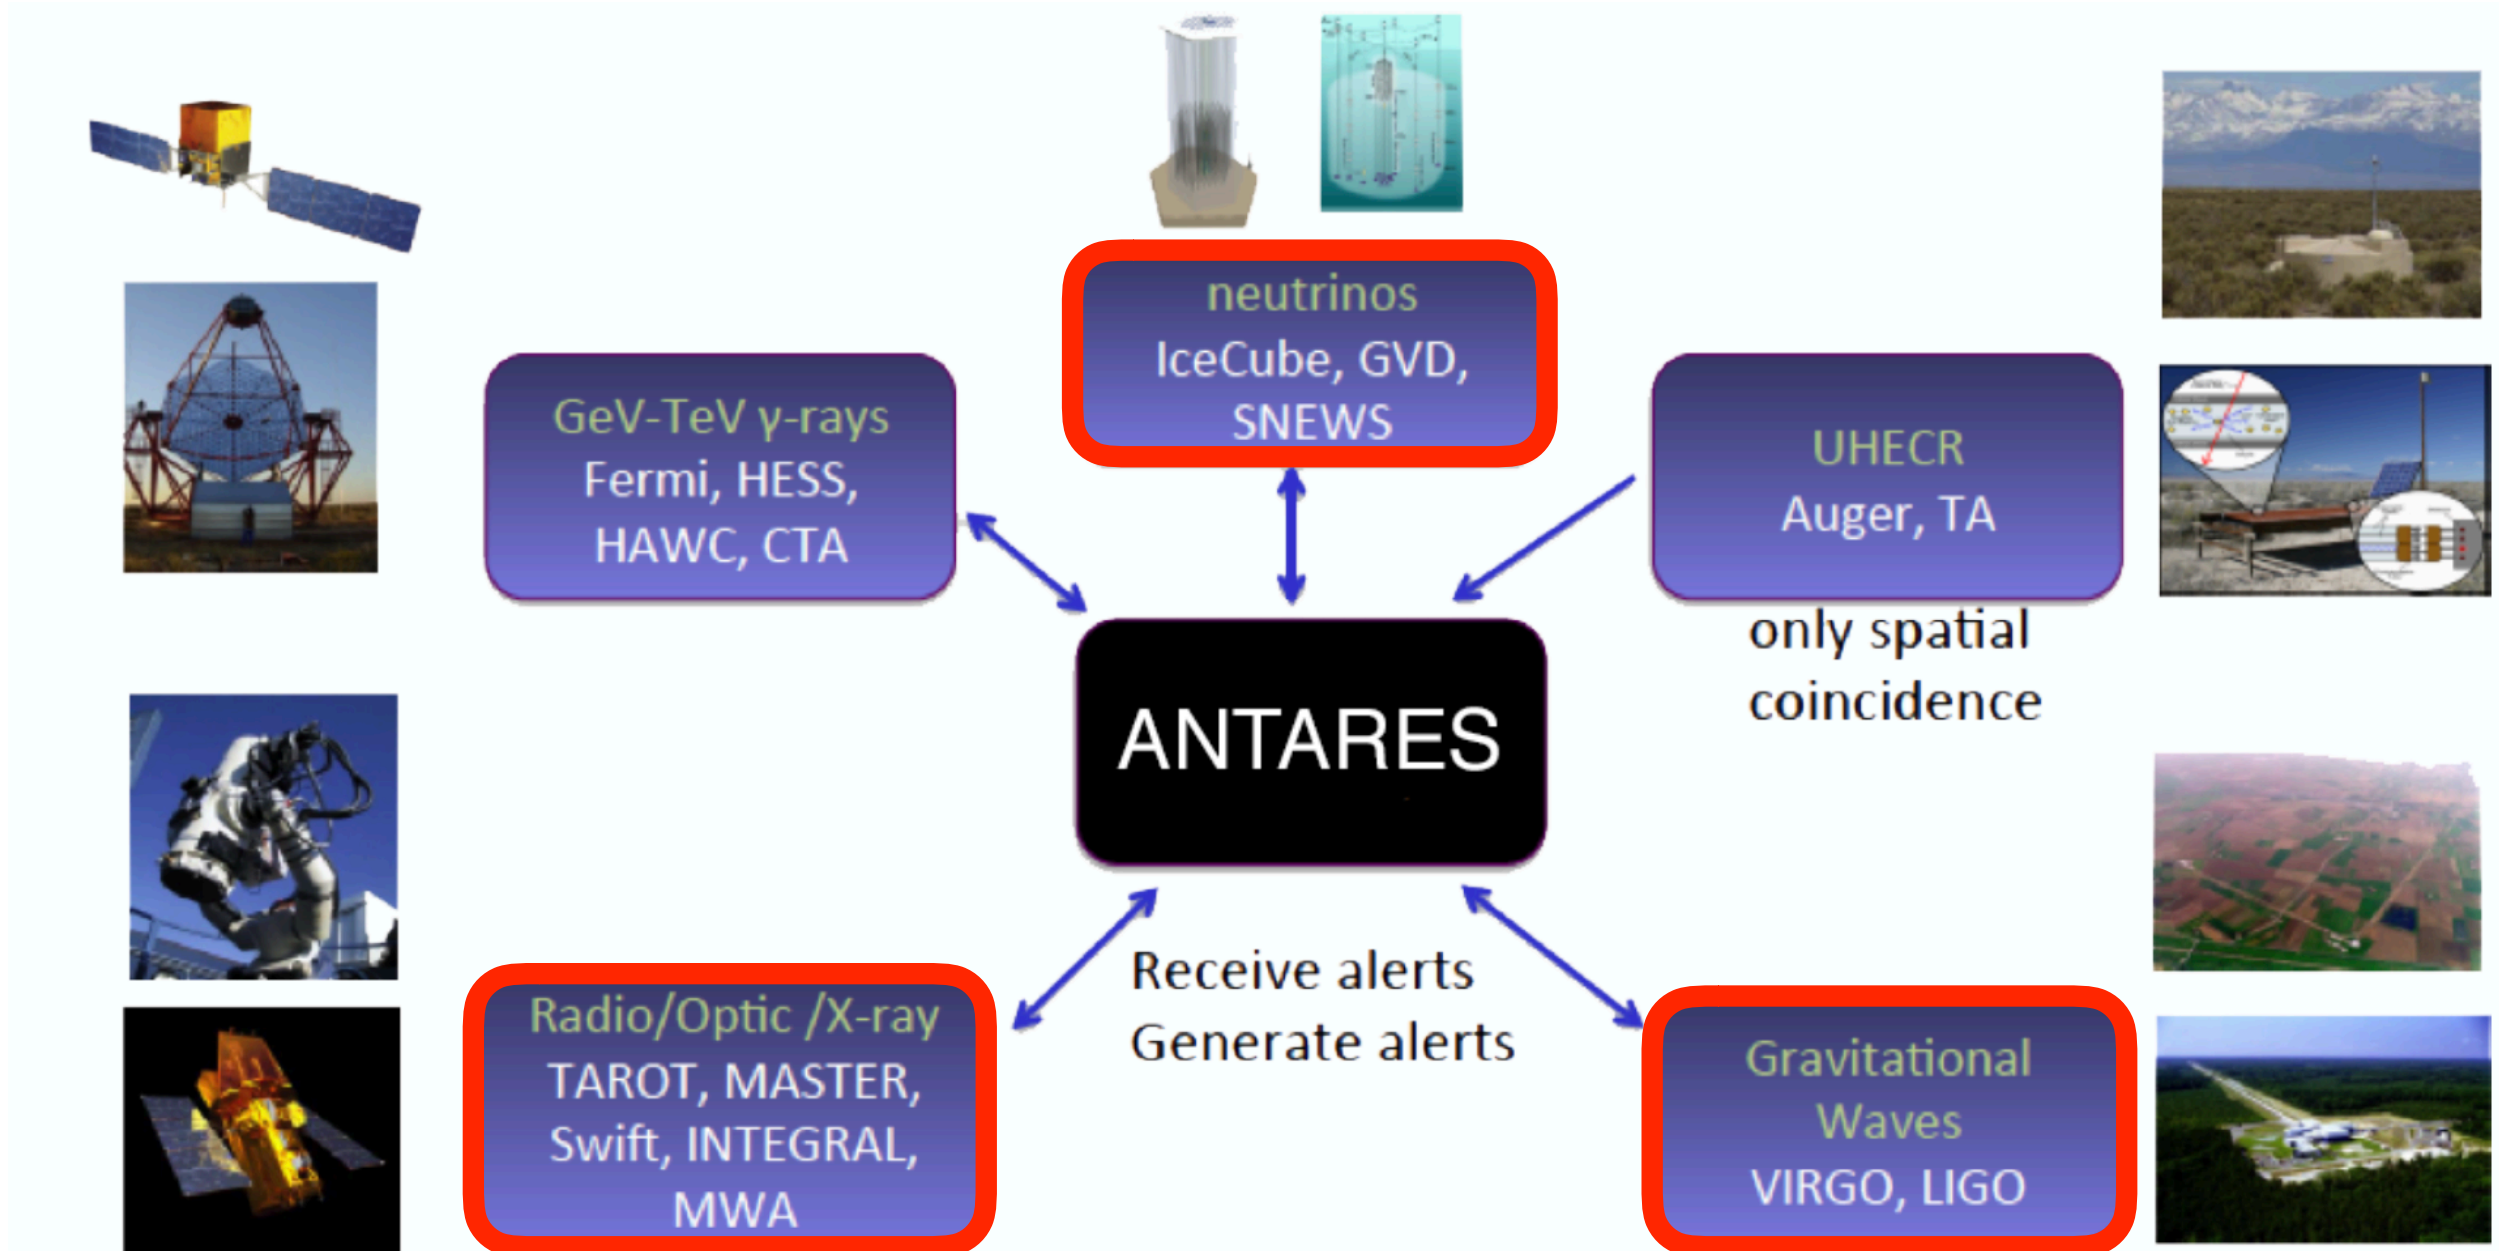 neutrinos
IceCube, GVD,
SNEWS
GeV-TeV γ-rays
Fermi, HESS,
HAWC, CTA
UHECR
Auger, TA
only spatial
coincidence
ANTARES
Receive alerts
Generate alerts
Radio/Optic /X-ray
TAROT, MASTER,
Swift, INTEGRAL,
MWA
Gravitational
Waves
VIRGO, LIGO